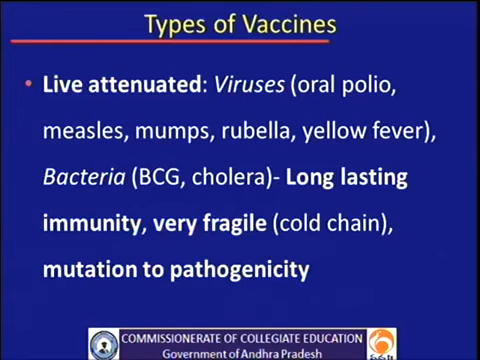 Types of Vaccines
• Live attenuated: Viruses (oral polio,
measles, mumps, rubella, yellow fever),
Bacteria (BCG, cholera)- Long lasting
immunity, very fragile (cold chain),
mutation to pathogenicity
COMMISSIONERATE OF COLLEGIATE EDUCATION
Government of Andhra Pradesh